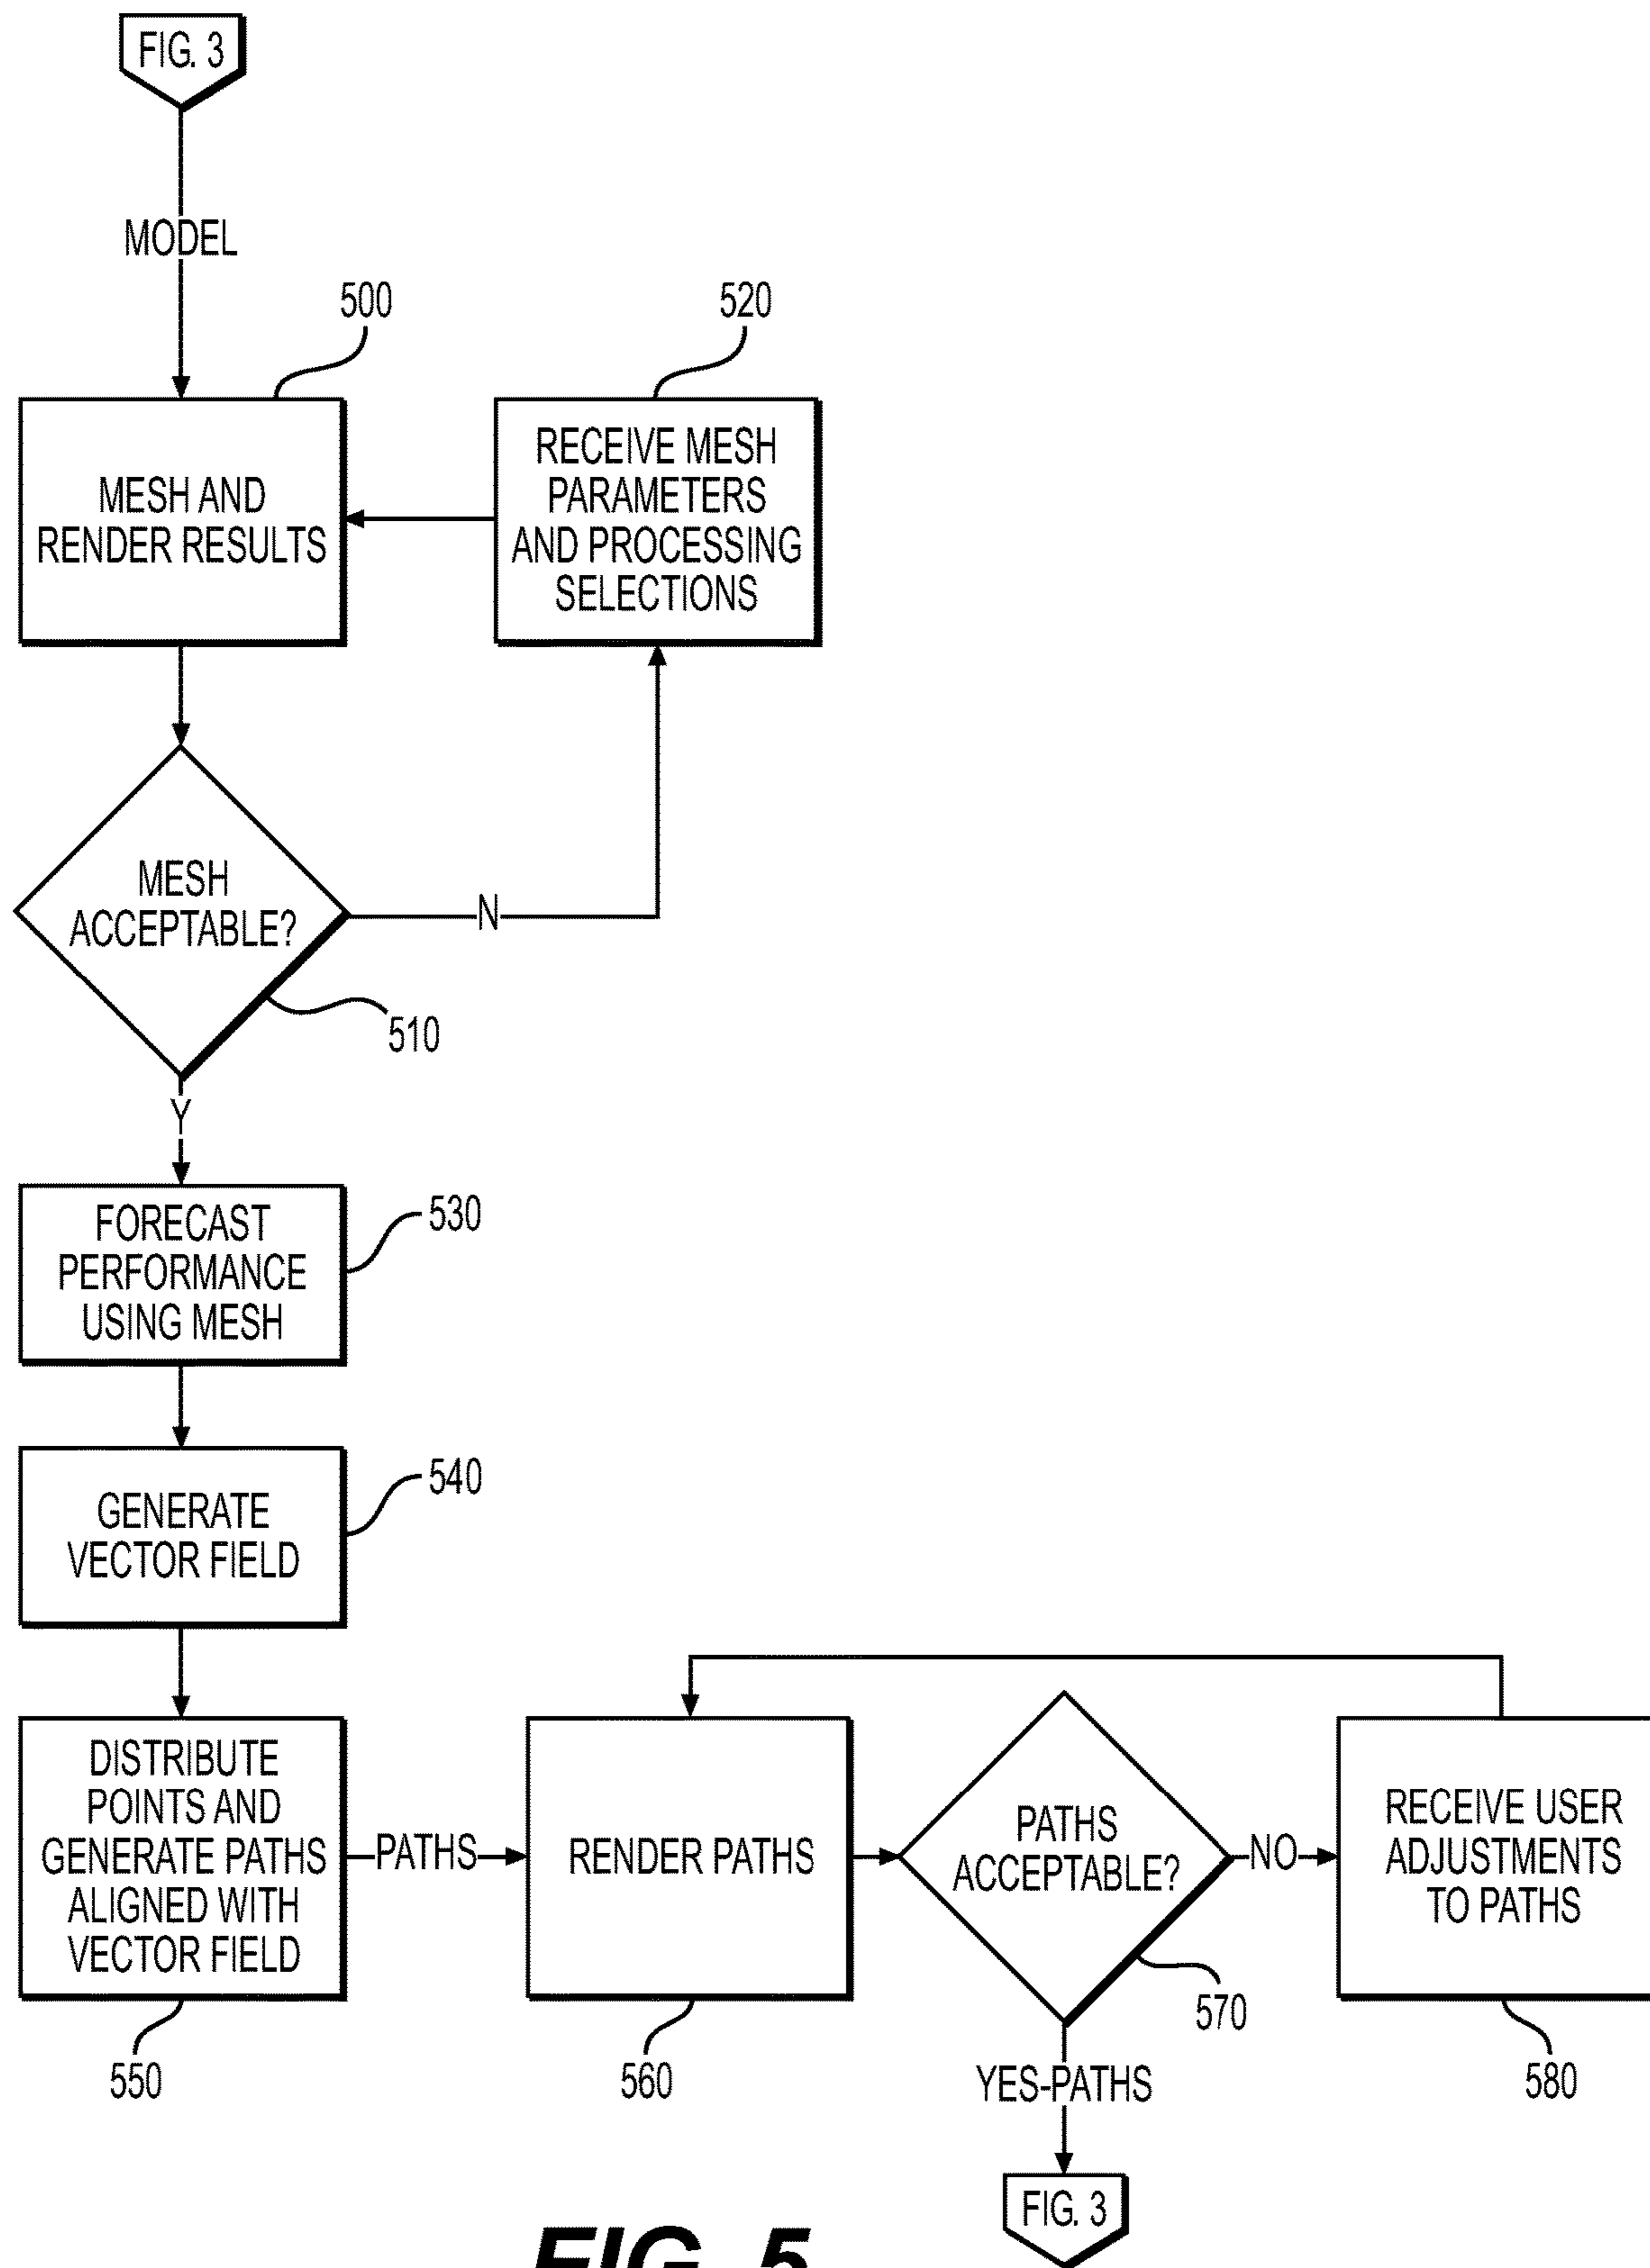 FIG. 3
MODEL
500
520
MESH AND
RENDER RESULTS
RECEIVE MESH
PARAMETERS
AND PROCESSING
SELECTIONS
MESH
ACCEPTABLE?
N
510
Y
FORECAST
PERFORMANCE
USING MESH
530
GENERATE
VECTOR FIELD
540
DISTRIBUTE
POINTS AND
GENERATE PATHS
ALIGNED WITH
VECTOR FIELD
550
PATHS
RENDER PATHS
560
PATHS
ACCEPTABLE?
570
NO
RECEIVE USER
ADJUSTMENTS
TO PATHS
580
YES-PATHS
FIG. 3
FIG. 5